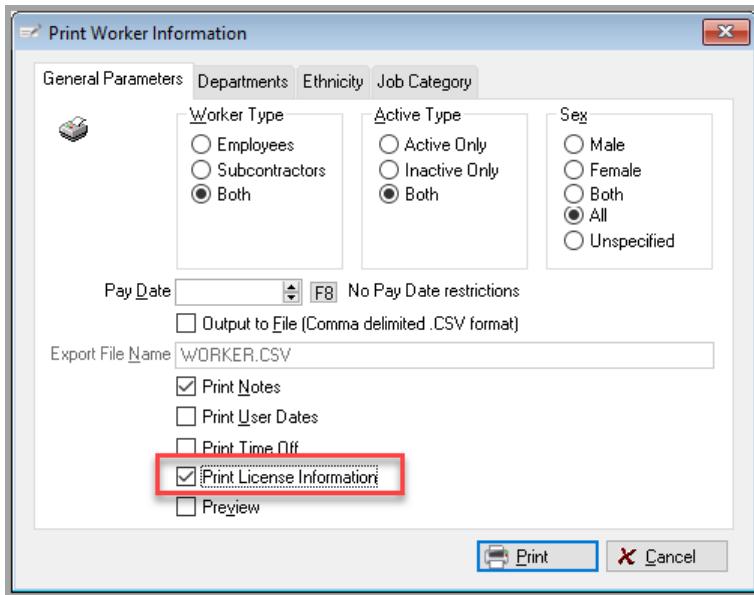 Print Worker Information
General Parameters Departments Ethnicity Job Category
Worker Type
Employees
Subcontractors
Both
Active Type
Active Only
Inactive Only
Both
Sex
Male
Female
Both
All
Unspecified
Pay Date F8 No Pay Date restrictions
Output to File (Comma delimited .CSV format)
Export File Name WORKER.CSV
Print Notes
Print User Dates
Print Time Off
Print License Information
Preview
Print Cancel